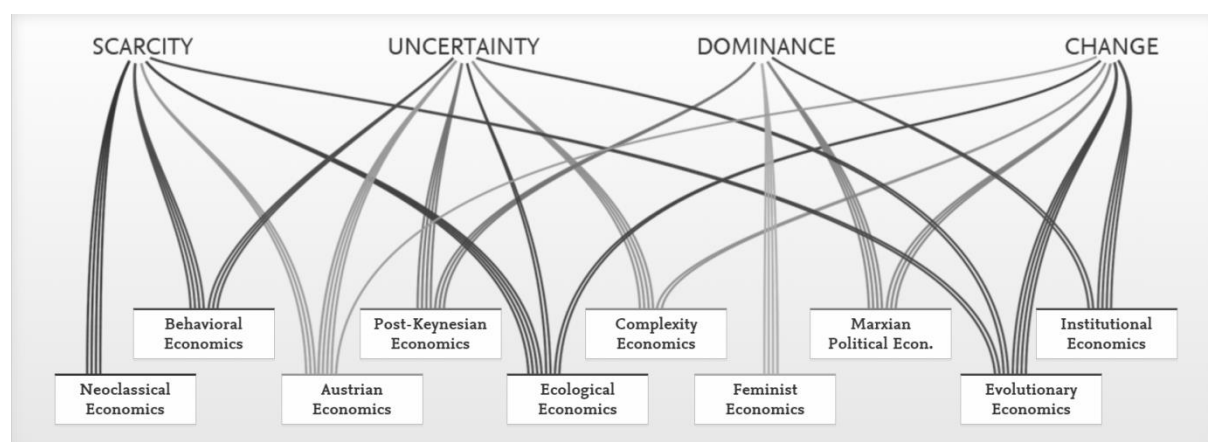 SCARCITY
UNCERTAINTY
DOMINANCE
CHANGE
Behavioral
Economics
Post-Keynesian
Economics
Complexity
Economics
Marxian
Political Econ.
Institutional
Economics
Neoclassical
Economics
Austrian
Economics
Ecological
Economics
Feminist
Economics
Evolutionary
Economics